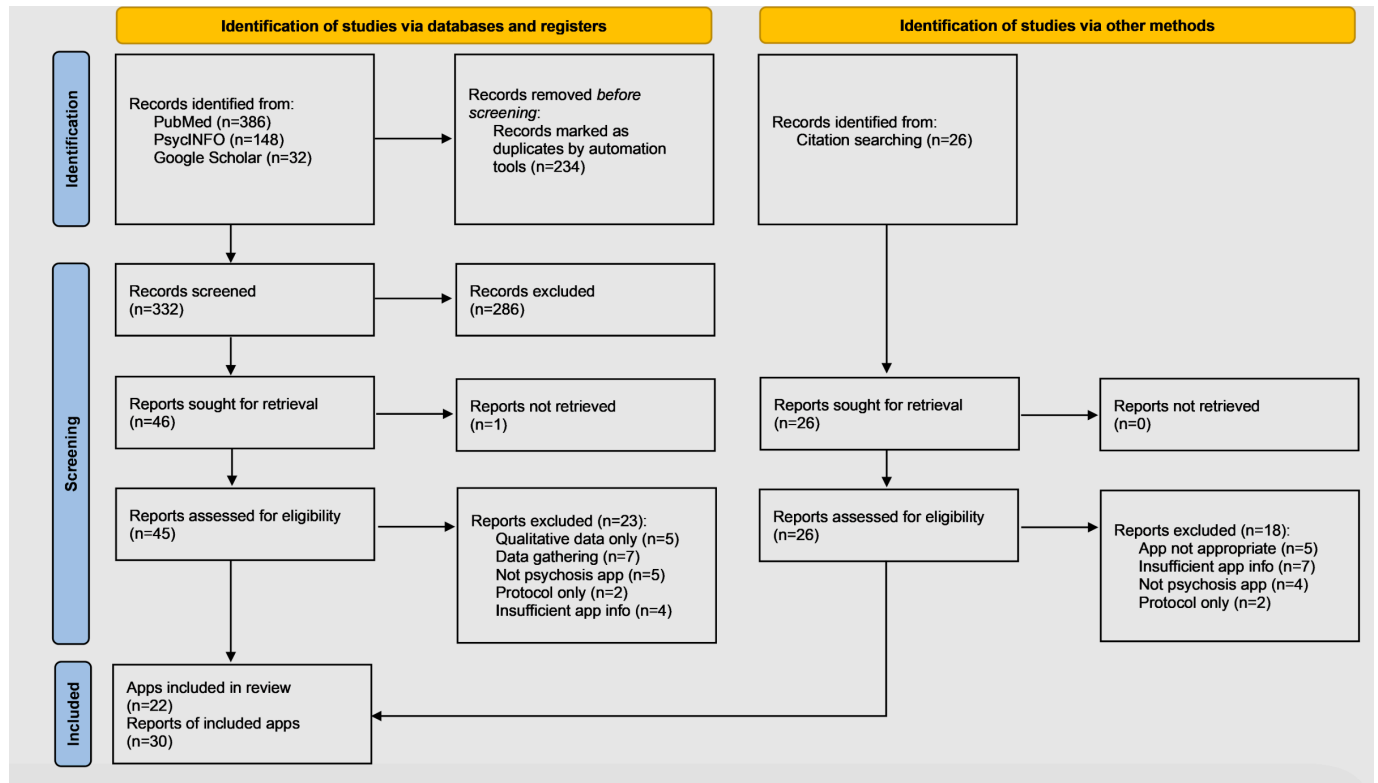 Identification of studies via databases and registers
Identification of studies via other methods
Identification
Records identified from:
PubMed (n=386)
PsycINFO (n=148)
Google Scholar (n=32)
Records removed before
screening:
Records marked as
duplicates by automation
tools (n=234)
Records identified from:
Citation searching (n=26)
Screening
Records screened
(n=332)
Records excluded
(n=286)
Reports sought for retrieval
(n=46)
Reports not retrieved
(n=1)
Reports sought for retrieval
(n=26)
Reports not retrieved
(n=0)
Reports assessed for eligibility
(n=45)
Reports excluded (n=23):
Qualitative data only (n=5)
Data gathering (n=7)
Not psychosis app (n=5)
Protocol only (n=2)
Insufficient app info (n=4)
Reports assessed for eligibility
(n=26)
Reports excluded (n=18):
App not appropriate (n=5)
Insufficient app info (n=7)
Not psychosis app (n=4)
Protocol only (n=2)
Included
Apps included in review
(n=22)
Reports of included apps
(n=30)